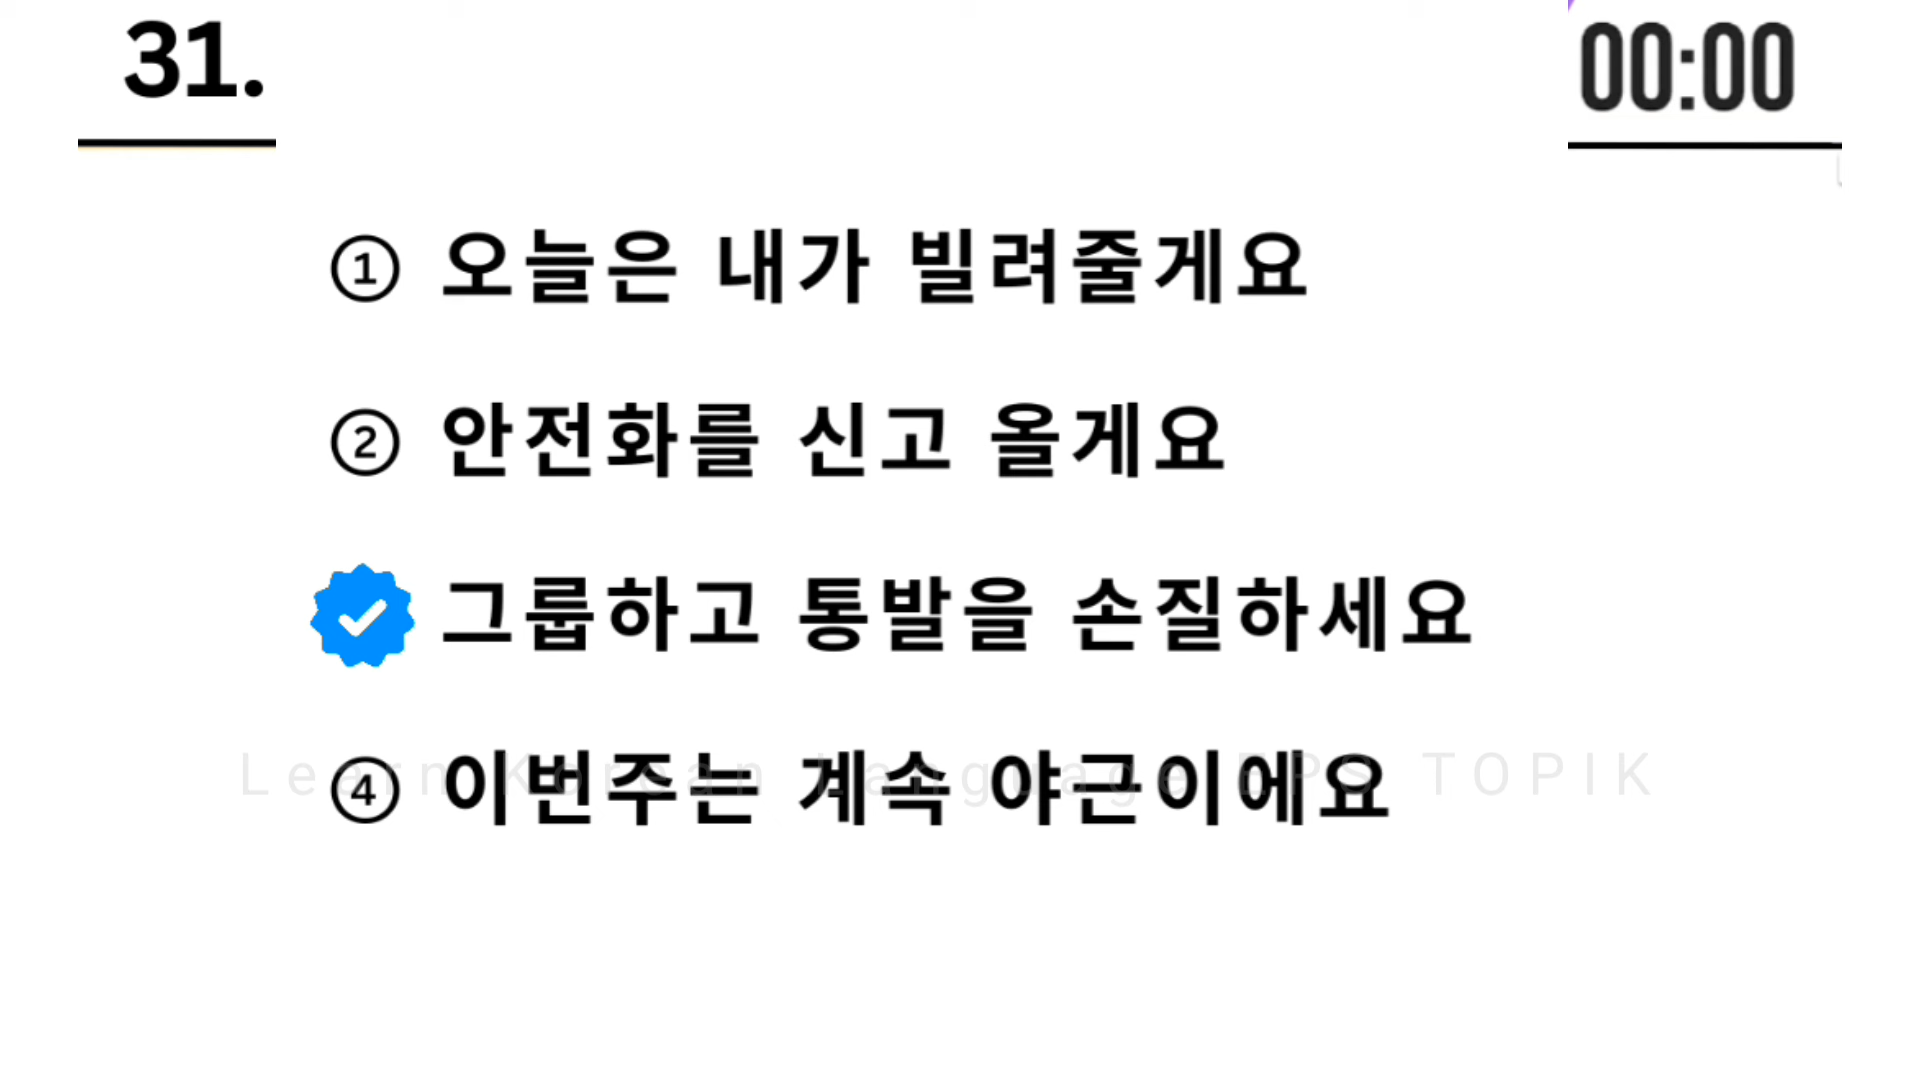 31.
00:00
① 오늘은 내가 빌려줄게요
② 안전화를 신고 올게요
그룹하고 통발을 손질하세요
④ 이번주는 계속 야근이에요
Learn Korean Language EPS TOPIK